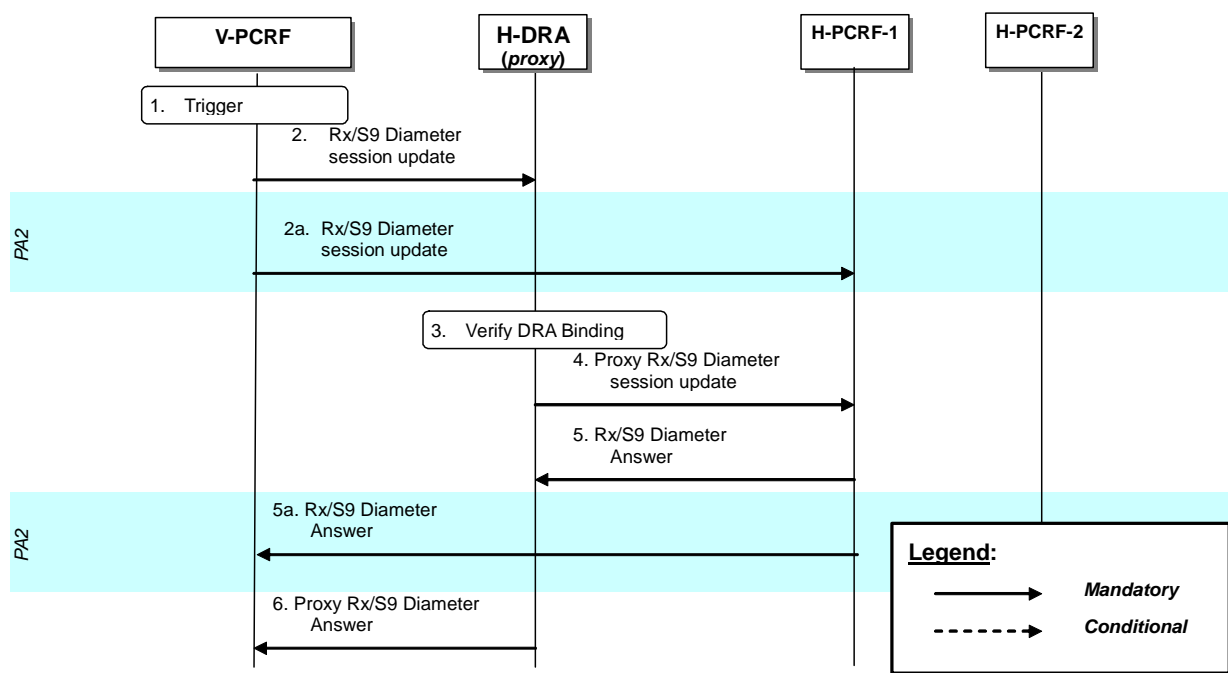 V-PCRF
H-DRA
(proxy)
H-PCRF-1
H-PCRF-2
1. Trigger
2. Rx/S9 Diameter
session update
PA2
2a. Rx/S9 Diameter
session update
3. Verify DRA Binding
4. Proxy Rx/S9 Diameter
session update
5. Rx/S9 Diameter
Answer
PA2
5a. Rx/S9 Diameter
Answer
6. Proxy Rx/S9 Diameter
Answer
Legend:
Mandatory
Conditional